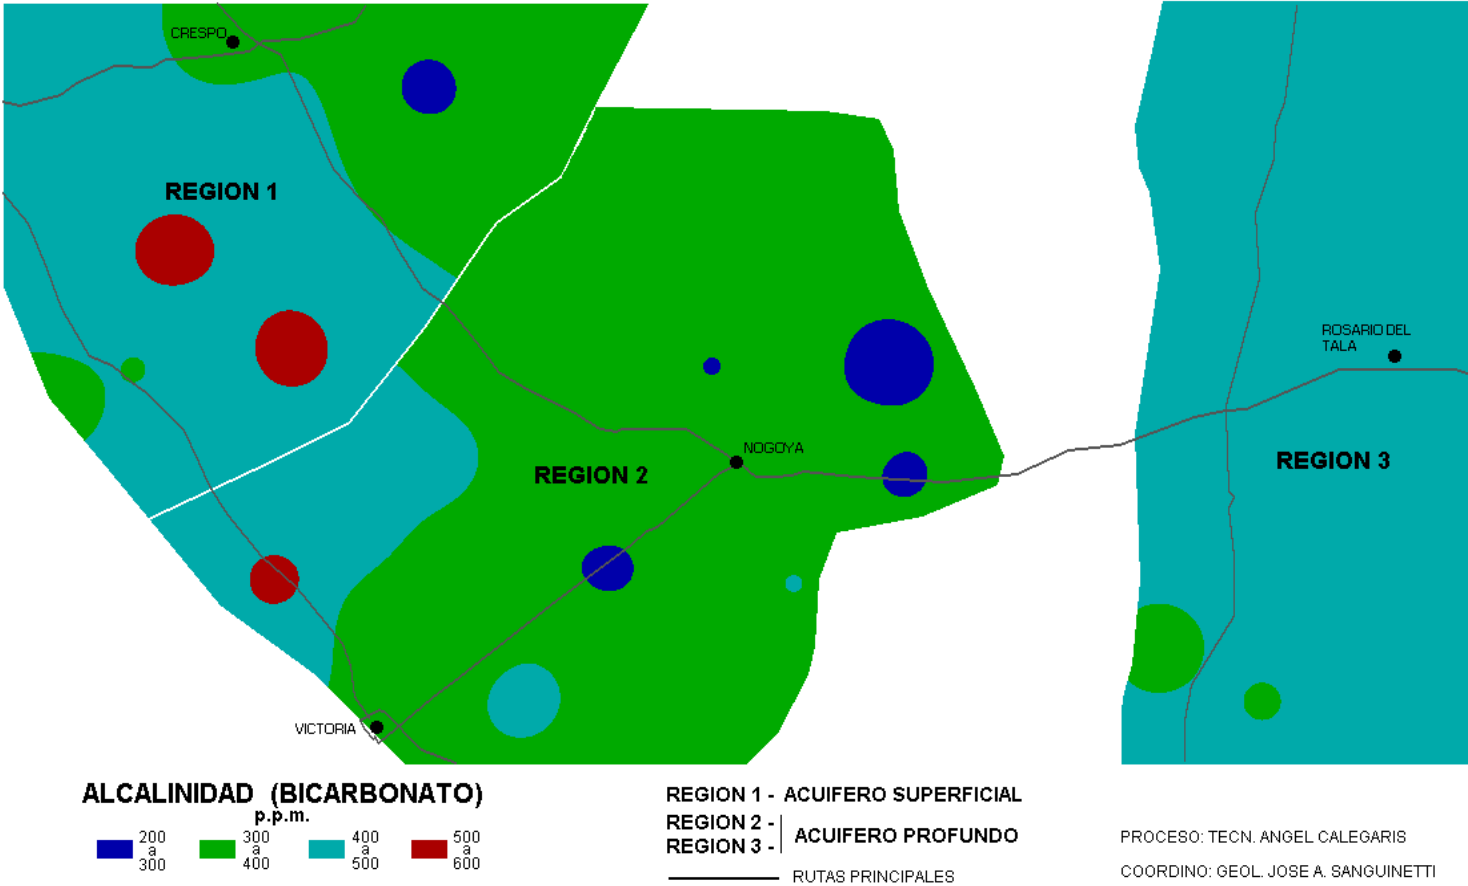 CRESPO
REGION 1
ROSARIO DEL
TALA
NOGOYA
REGION 2
REGION 3
VICTORIA
ALCALINIDAD (BICARBONATO)
p.p.m.
200
a
300
300
a
400
400
a
500
500
a
600
REGION 1 - ACUIFERO SUPERFICIAL
REGION 2 -
REGION 3 -
ACUIFERO PROFUNDO
RUTAS PRINCIPALES
PROCESO: TECN. ANGEL CALEGARIS
COORDINO: GEOL. JOSE A. SANGUINETTI